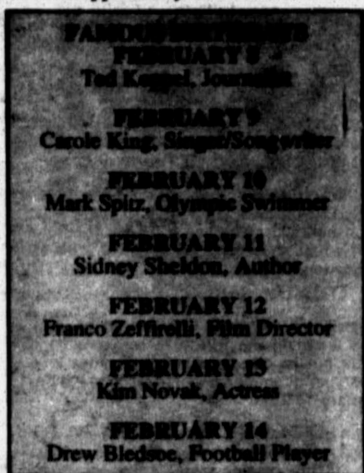 FAMOUS BIRTHDAYS
FEBRUARY 8
Ted Koppel, Journalist
FEBRUARY 9
Carole King, Singer/Songwriter
FEBRUARY 10
Mark Spitz, Olympic Swimmer
FEBRUARY 11
Sidney Sheldon, Author
FEBRUARY 12
Franco Zeffirelli, Film Director
FEBRUARY 13
Kim Novak, Actress
FEBRUARY 14
Drew Bledsoe, Football Player